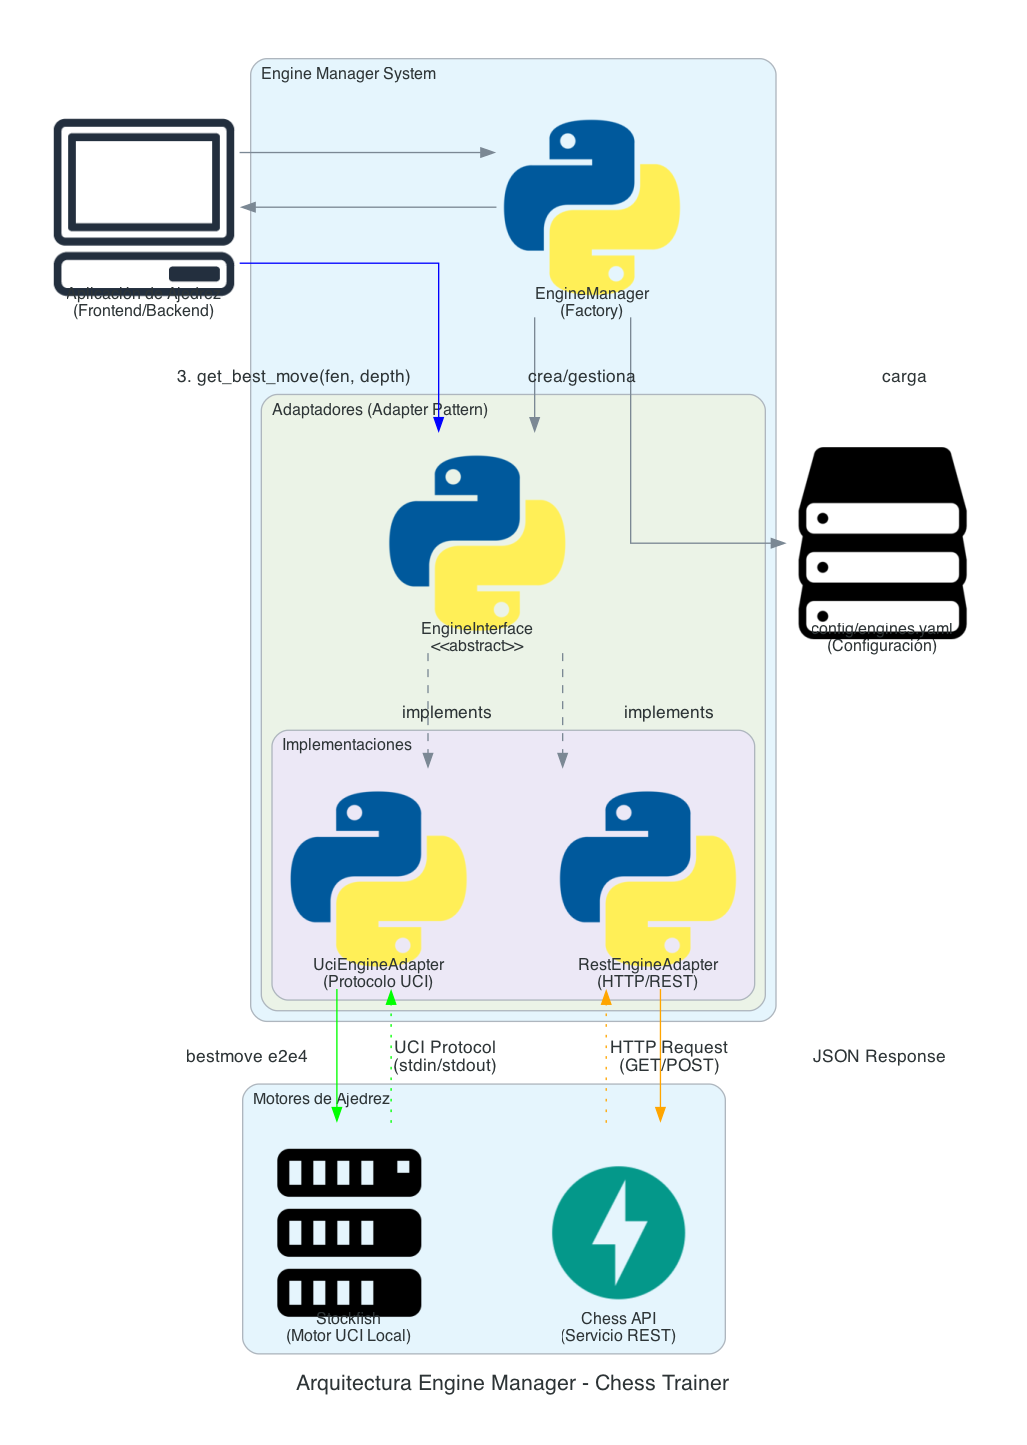 Engine Manager System
Aplicación de Ajedrez
(Frontend/Backend)
EngineManager
(Factory)
3. get_best_move(fen, depth)
crea/gestiona
carga
Adaptadores (Adapter Pattern)
EngineInterface
<<abstract>>
config/engines.yaml
(Configuración)
implements
implements
Implementaciones
UciEngineAdapter
(Protocolo UCI)
RestEngineAdapter
(HTTP/REST)
bestmove e2e4
UCI Protocol
(stdin/stdout)
HTTP Request
(GET/POST)
JSON Response
Motores de Ajedrez
Stockfish
(Motor UCI Local)
Chess API
(Servicio REST)
Arquitectura Engine Manager - Chess Trainer